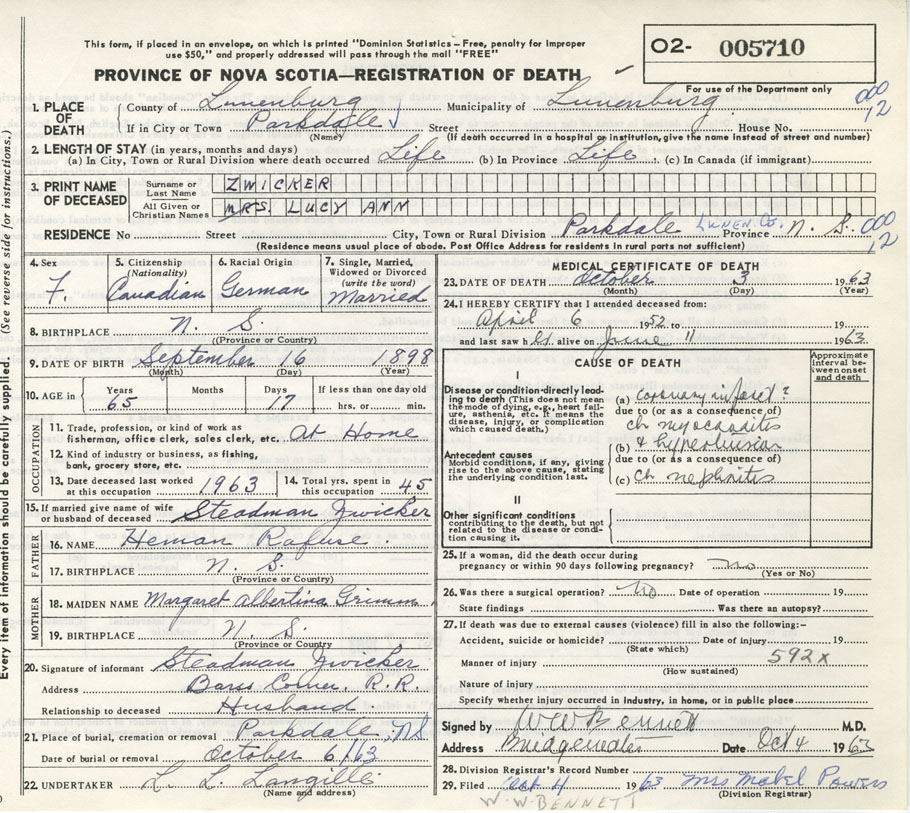 This form, if placed in an envelope, on which is printed "Dominion Statistics – Free, penalty for improper
use $50," and properly addressed will pass through the mail "FREE"
O2- 005710
For use of the Department only
PROVINCE OF NOVA SCOTIA—REGISTRATION OF DEATH
000
12
1. PLACE OF DEATH
County of Lunenburg Municipality of Lunenburg
If in City or Town Parkdale Street House No.
(Name) (If death occurred in a hospital or institution, give the name instead of street and number)
2. LENGTH OF STAY (in years, months and days)
(a) In City, Town or Rural Division where death occurred Life (b) In Province Life (c) In Canada (if immigrant)
3. PRINT NAME OF DECEASED
Surname or Last Name ZWICKER
All Given or Christian Names MRS. LUCY ANN
RESIDENCE No Street City, Town or Rural Division Parkdale Lunen. Co. Province N. S. 000
12
(Residence means usual place of abode. Post Office Address for residents in rural parts not sufficient)
4. Sex F.
5. Citizenship (Nationality) Canadian
6. Racial Origin German
7. Single, Married, Widowed or Divorced (write the word) Married
8. BIRTHPLACE N. S.
(Province or Country)
9. DATE OF BIRTH September 16 1898
(Month) (Day) (Year)
10. AGE in Years 65 Months Days 17 If less than one day old hrs. or min.
OCCUPATION
11. Trade, profession, or kind of work as fisherman, office clerk, sales clerk, etc. At Home
12. Kind of industry or business, as fishing, bank, grocery store, etc.
13. Date deceased last worked at this occupation 1963
14. Total yrs. spent in this occupation 45
15. If married give name of wife or husband of deceased Steadman Zwicker
FATHER
16. NAME Heman Rafuse
17. BIRTHPLACE N. S.
(Province or Country)
MOTHER
18. MAIDEN NAME Margaret Albertina Grimm
19. BIRTHPLACE N. S.
(Province or Country)
20. Signature of informant Steadman Zwicker
Address Barss Corner, R.R.
Relationship to deceased Husband
21. Place of burial, cremation or removal Parkdale, NS
Date of burial or removal October 6/63
22. UNDERTAKER L. L. Langille
(Name and address)
MEDICAL CERTIFICATE OF DEATH
23. DATE OF DEATH October 3 1963
(Month) (Day) (Year)
24. I HEREBY CERTIFY that I attended deceased from:
April 6 1952 to 19
and last saw h alive on June 11 1963
CAUSE OF DEATH
Approximate interval between onset and death
I
Disease or condition directly leading to death (This does not mean the mode of dying, e.g., heart failure, asthenia, etc. It means the disease, injury, or complication which caused death.)
(a) coronary infarct?
due to (or as a consequence of)
ch myocarditis
Antecedent causes
Morbid conditions, if any, giving rise to the above cause, stating the underlying condition last.
(b) & hypertension
due to (or as a consequence of)
(c) ch nephritis
II
Other significant conditions contributing to the death, but not related to the disease or condition causing it.
25. If a woman, did the death occur during pregnancy or within 90 days following pregnancy? no
(Yes or No)
26. Was there a surgical operation? No Date of operation 19
State findings Was there an autopsy?
27. If death was due to external causes (violence) fill in also the following:–
Accident, suicide or homicide? Date of injury 19
(State which)
592x
Manner of injury
(How sustained)
Nature of injury
Specify whether injury occurred in industry, in home, or in public place
Signed by W W Bennett M.D.
Address Bridgewater Date Oct 4 1963
28. Division Registrar's Record Number
29. Filed Oct 4 1963 Mrs Mabel Powers
(Division Registrar)
W. W. BENNETT
Every item of information should be carefully supplied. (See reverse side for instructions.)